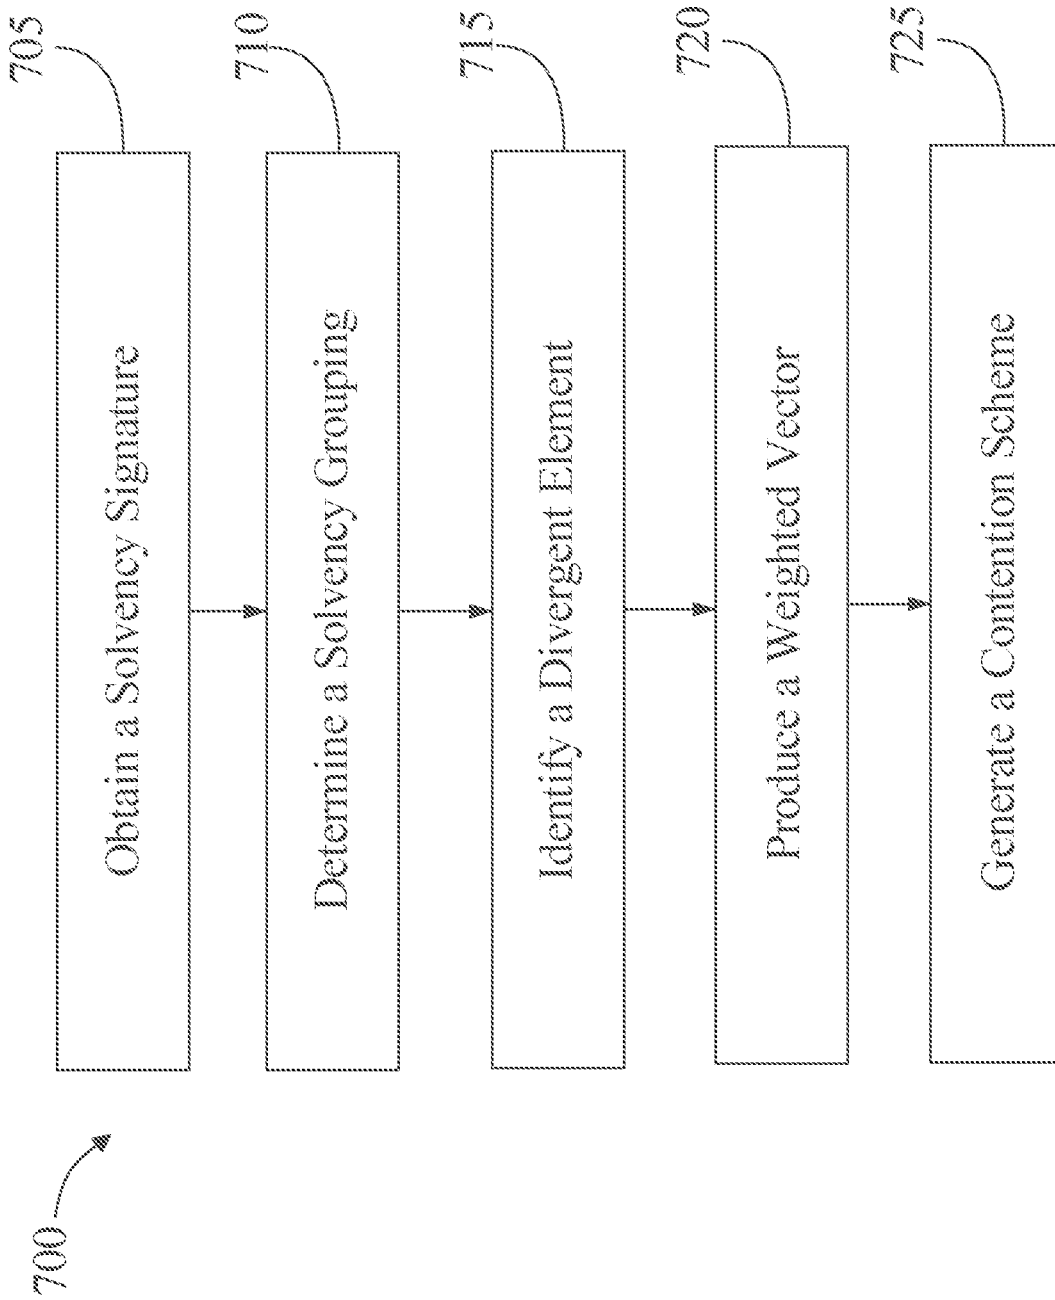 700
705
Obtain a Solvency Signature
710
Determine a Solvency Grouping
715
Identify a Divergent Element
720
Produce a Weighted Vector
725
Generate a Contention Scheme